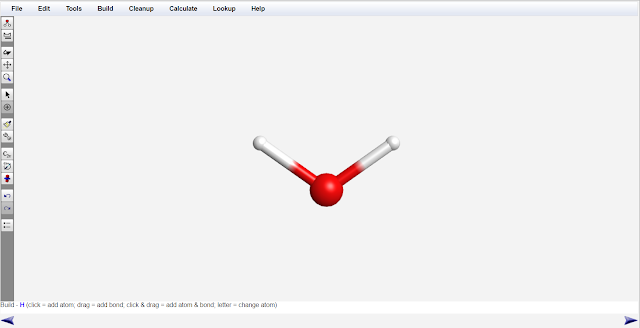 File Edit Tools Build Cleanup Calculate Lookup Help
Build - H (click = add atom; drag = add bond; click & drag = add atom & bond; letter = change atom)